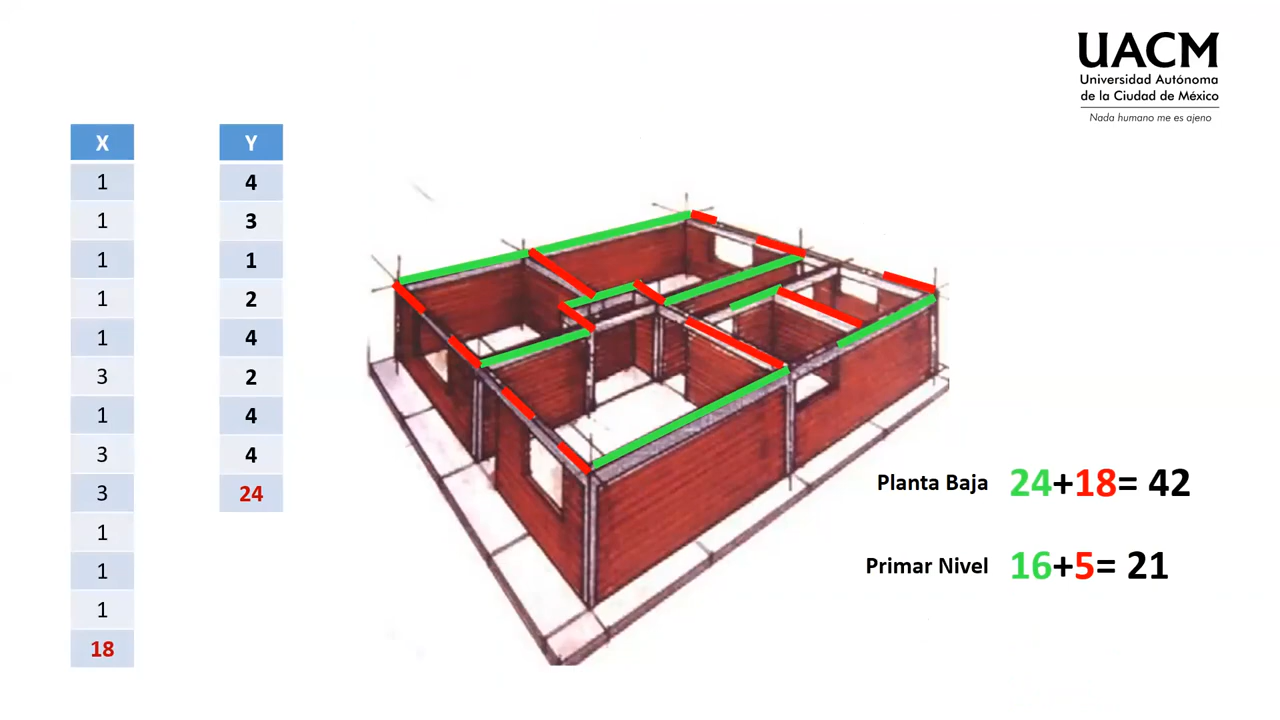 UACM
Universidad Autónoma
de la Ciudad de México
Nada humano me es ajeno
X
1
1
1
1
1
3
1
3
3
1
1
1
18
Y
4
3
1
2
4
2
4
4
24
Planta Baja 24+18= 42
Primar Nivel 16+5= 21